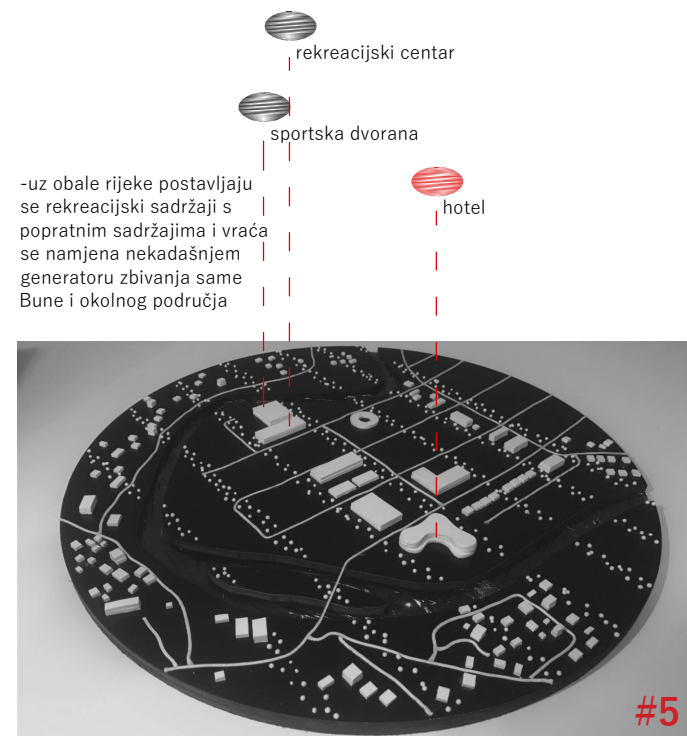 rekreacijski centar
sportska dvorana
-uz obale rijeke postavljaju
se rekreacijski sadržaji s
popratnim sadržajima i vraća
se namjena nekadašnjem
generatoru zbivanja same
Bune i okolnog područja
hotel
#5